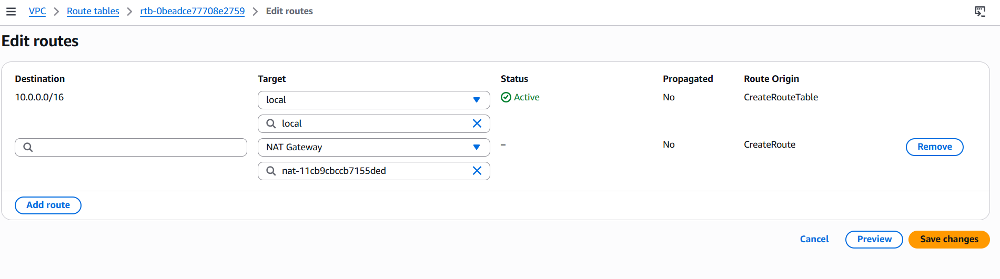 VPC > Route tables > rtb-0beadce77708e2759 > Edit routes
Edit routes
Destination Target Status Propagated Route Origin
10.0.0.0/16 local Active No CreateRouteTable
local
NAT Gateway – No CreateRoute Remove
nat-11cb9cbccb7155ded
Add route
Cancel Preview Save changes